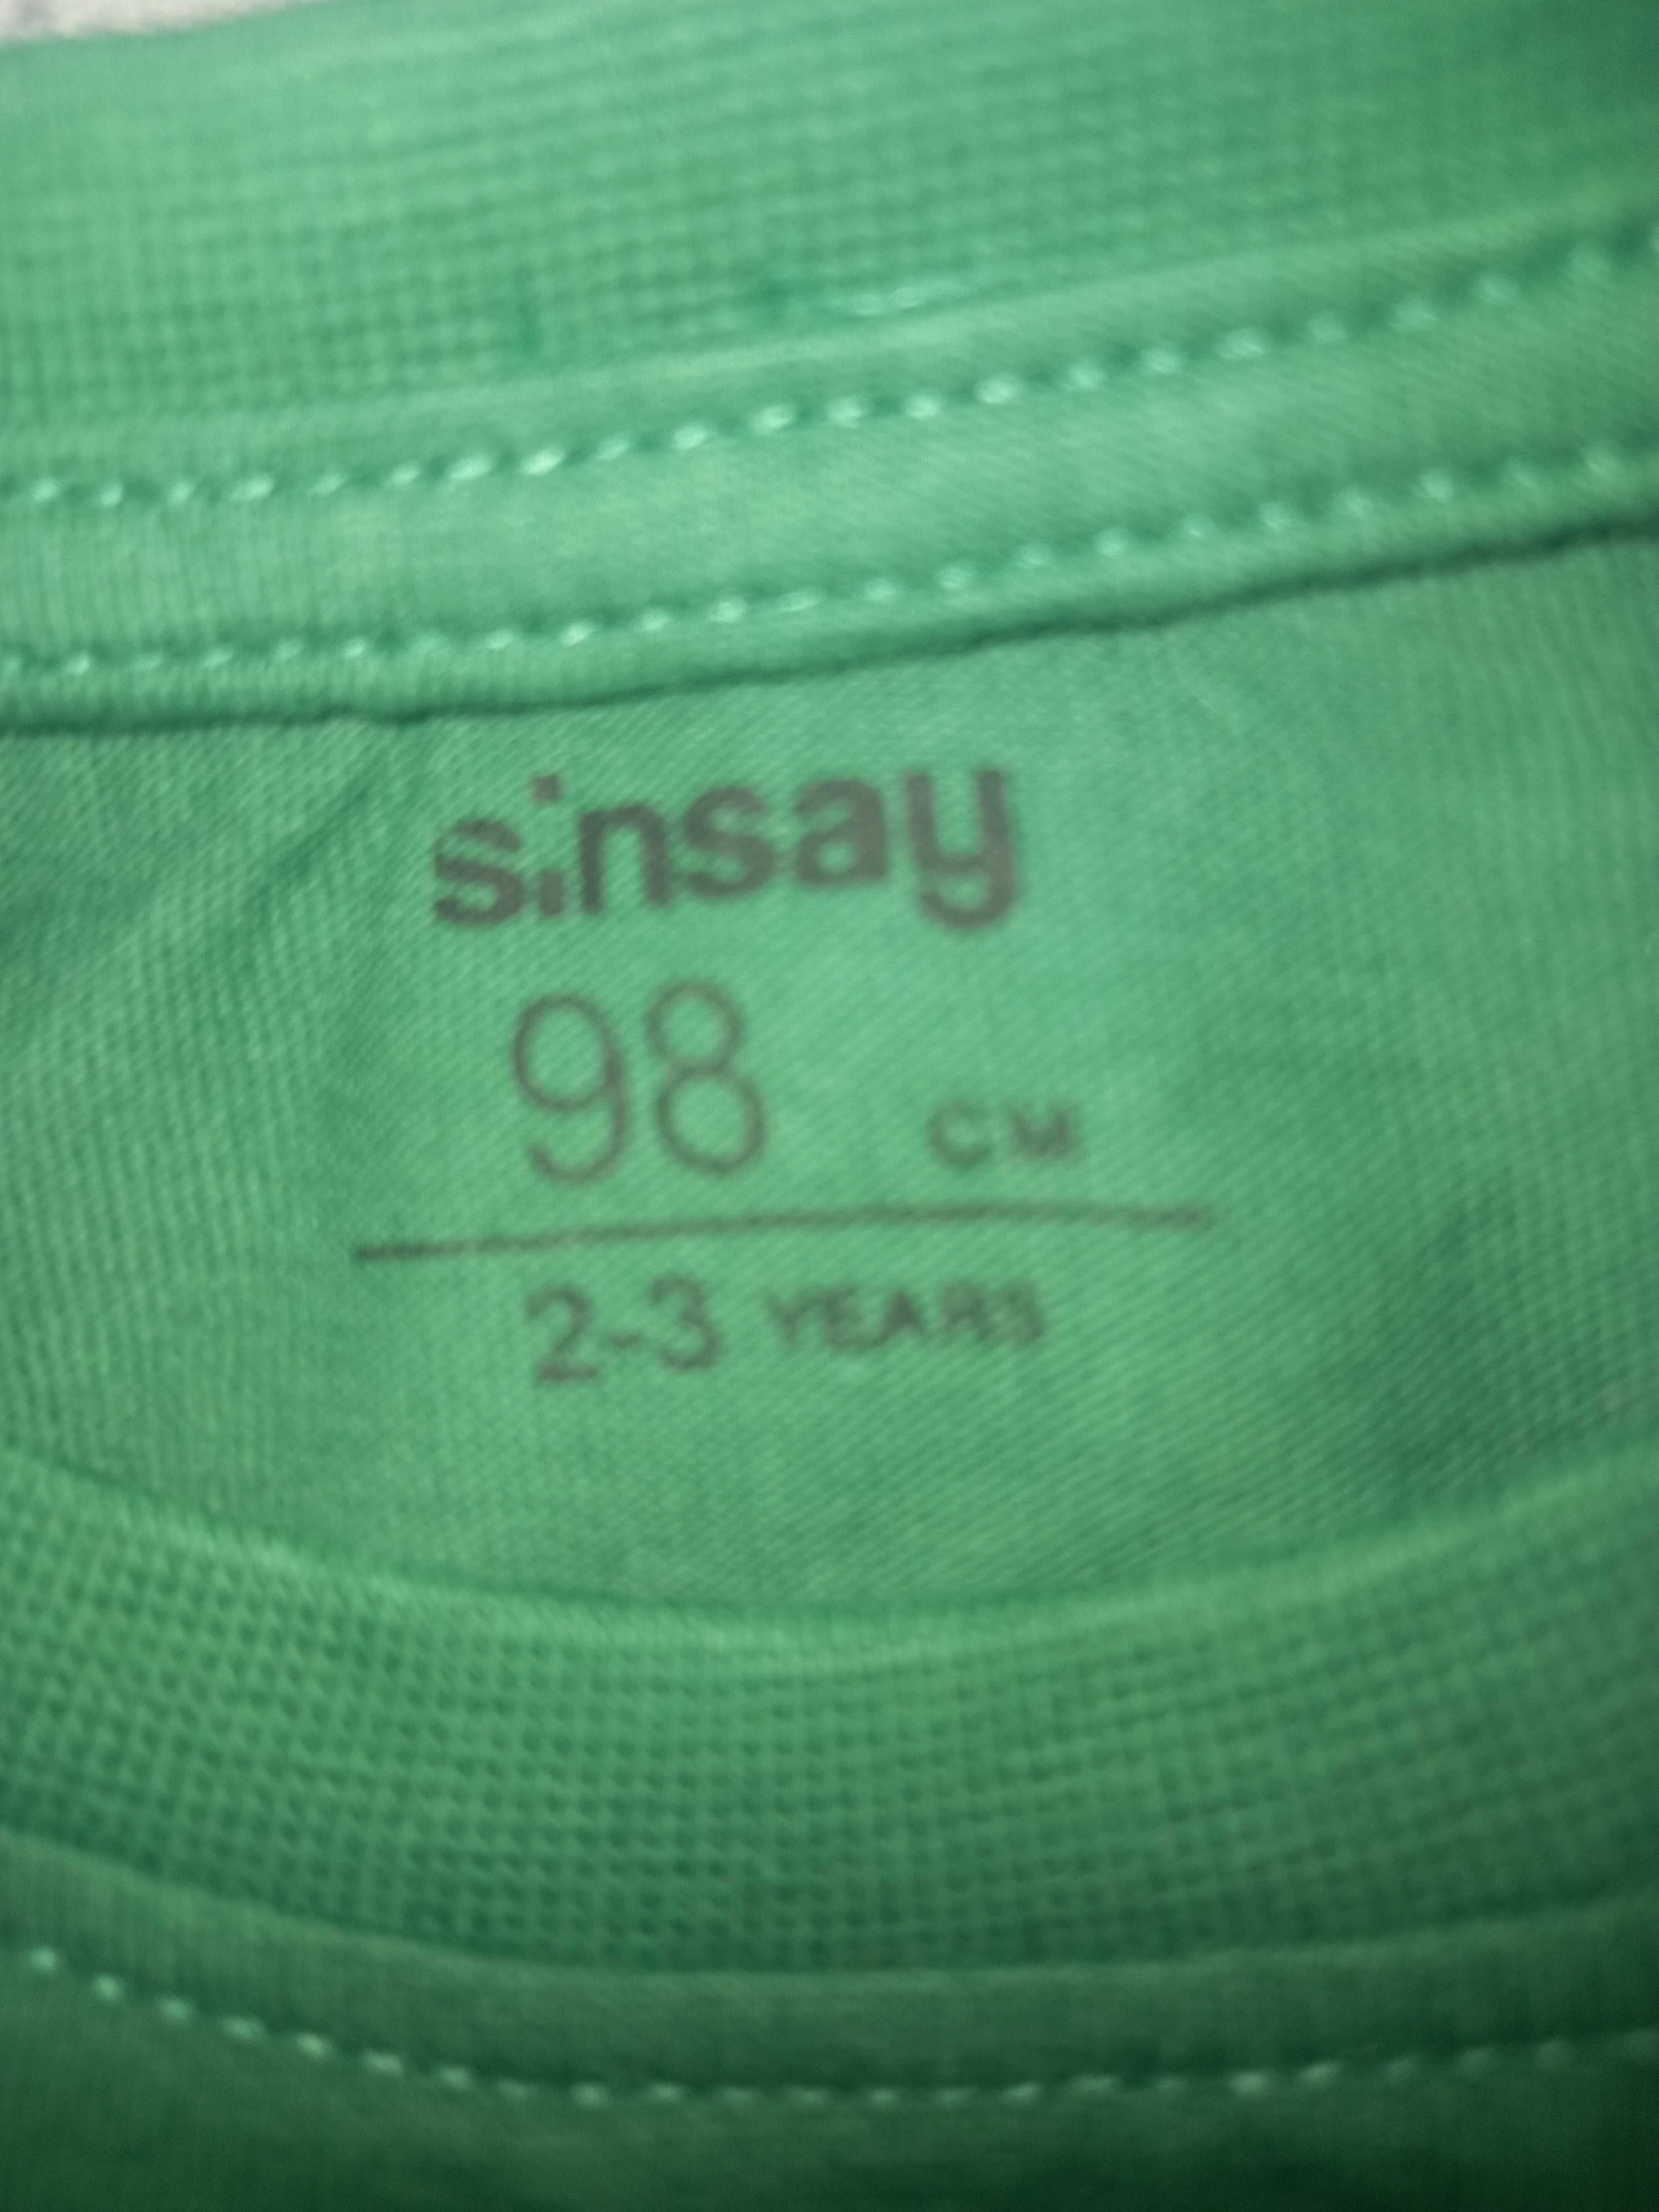 sinsay
98 CM
2-3 YEARS